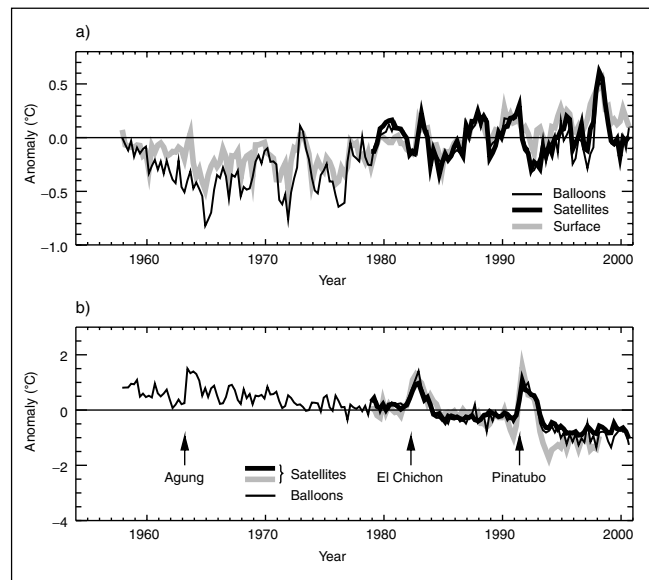 a)
Anomaly (°C)
0.5
0.0
−0.5
−1.0
Balloons
Satellites
Surface
1960 1970 1980 1990 2000
Year
b)
Anomaly (°C)
2
0
−2
−4
Agung
Satellites
Balloons
El Chichon
Pinatubo
1960 1970 1980 1990 2000
Year